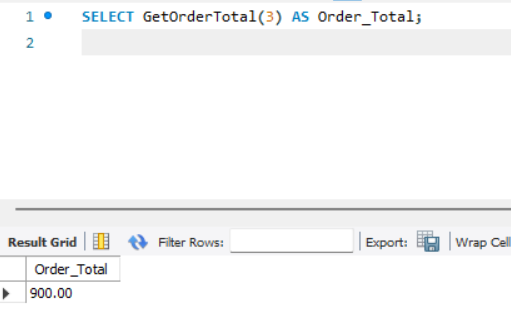 1 SELECT GetOrderTotal(3) AS Order_Total;
2
Result Grid Filter Rows: Export: Wrap Cell
Order_Total
900.00